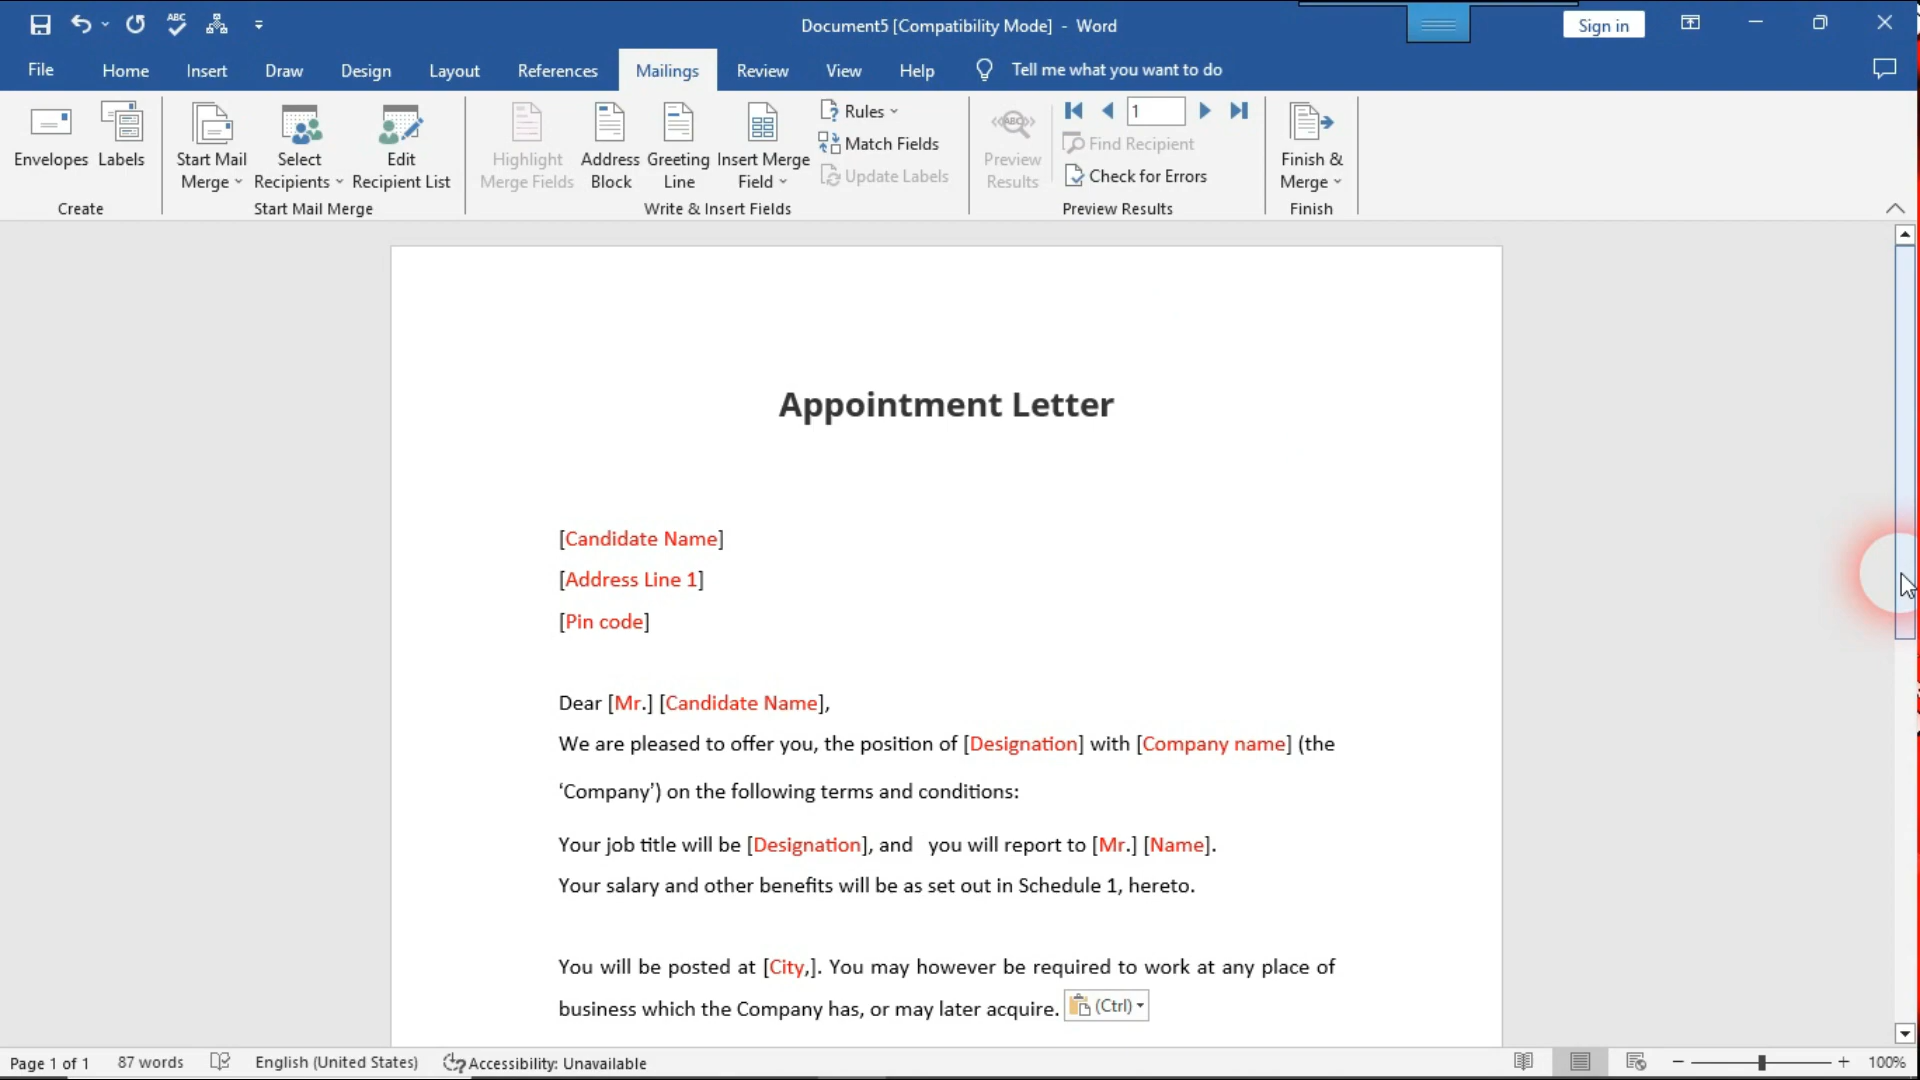 Document5 [Compatibility Mode] - Word
Sign in
File Home Insert Draw Design Layout References Mailings Review View Help Tell me what you want to do
Envelopes
Labels
Create
Start Mail
Merge
Select
Recipients
Edit
Recipient List
Start Mail Merge
Highlight
Merge Fields
Address
Block
Greeting
Line
Insert Merge
Field
Rules
Match Fields
Update Labels
Write & Insert Fields
ABC
Preview
Results
1
Find Recipient
Check for Errors
Preview Results
Finish &
Merge
Finish
Appointment Letter
[Candidate Name]
[Address Line 1]
[Pin code]
Dear [Mr.] [Candidate Name],
We are pleased to offer you, the position of [Designation] with [Company name] (the
‘Company’) on the following terms and conditions:
Your job title will be [Designation], and you will report to [Mr.] [Name].
Your salary and other benefits will be as set out in Schedule 1, hereto.
You will be posted at [City,]. You may however be required to work at any place of
business which the Company has, or may later acquire.
(Ctrl)
Page 1 of 1 87 words English (United States) Accessibility: Unavailable 100%